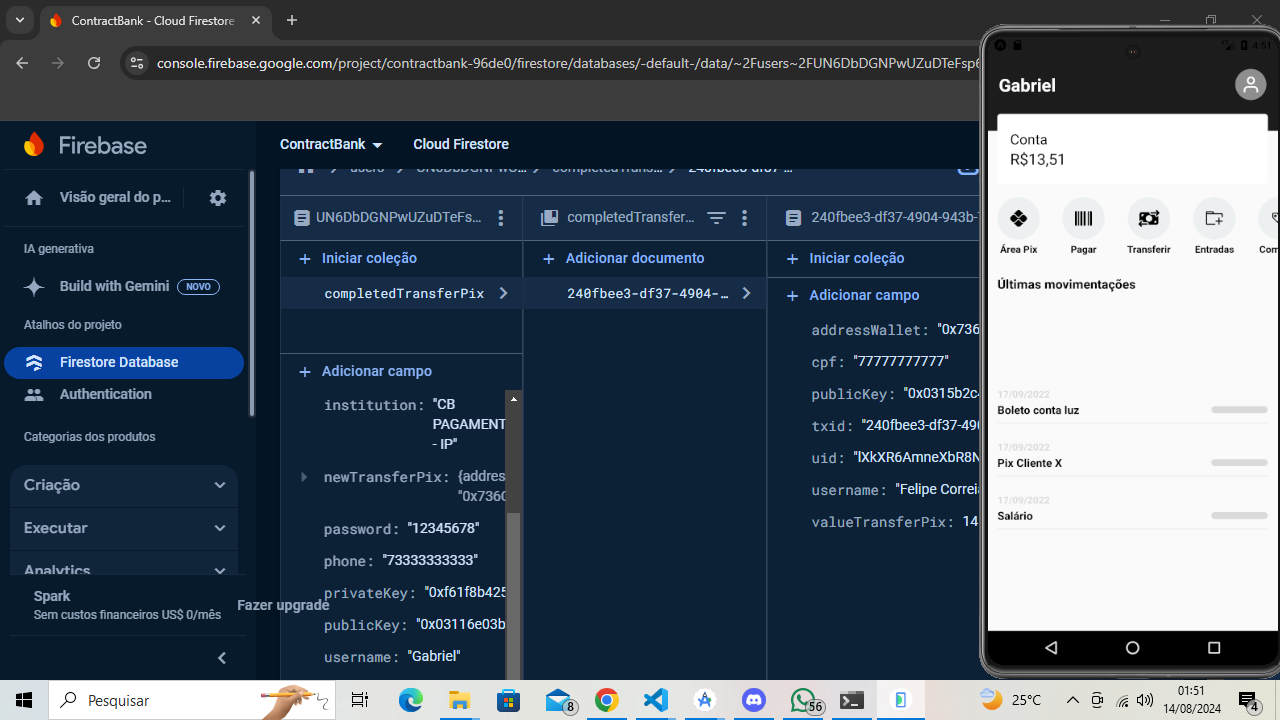 ContractBank - Cloud Firestore
console.firebase.google.com/project/contractbank-96de0/firestore/databases/-default-/data/~2Fusers~2FUN6DbDGNPwUZuDTeFsp6
Firebase
ContractBank
Cloud Firestore
Visão geral do p...
IA generativa
Build with Gemini
NOVO
Atalhos do projeto
Firestore Database
Authentication
Categorias dos produtos
Criação
Executar
Analytics
Spark
Sem custos financeiros US$ 0/mês
Fazer upgrade
users
UN6DbDGNPwU...
completedTrans...
240fbee3-df37-...
UN6DbDGNPwUZuDTeFs...
Iniciar coleção
completedTransferPix
Adicionar campo
institution: "CB
PAGAMENT
- IP"
newTransferPix: {addres
"0x736
password: "12345678"
phone: "73333333333"
privateKey: "0xf61f8b425
publicKey: "0x03116e03b
username: "Gabriel"
completedTransfer...
Adicionar documento
240fbee3-df37-4904-...
240fbee3-df37-4904-943b-
Iniciar coleção
Adicionar campo
addressWallet: "0x736
cpf: "77777777777"
publicKey: "0x0315b2c4
txid: "240fbee3-df37-490
uid: "lXkXR6AmneXbR8N
username: "Felipe Correia
valueTransferPix: 14
4:51
Gabriel
Conta
R$13,51
Área Pix
Pagar
Transferir
Entradas
Com
Últimas movimentações
17/09/2022
Boleto conta luz
17/09/2022
Pix Cliente X
17/09/2022
Salário
Pesquisar
8
56
25°C
01:51
14/08/2024
4